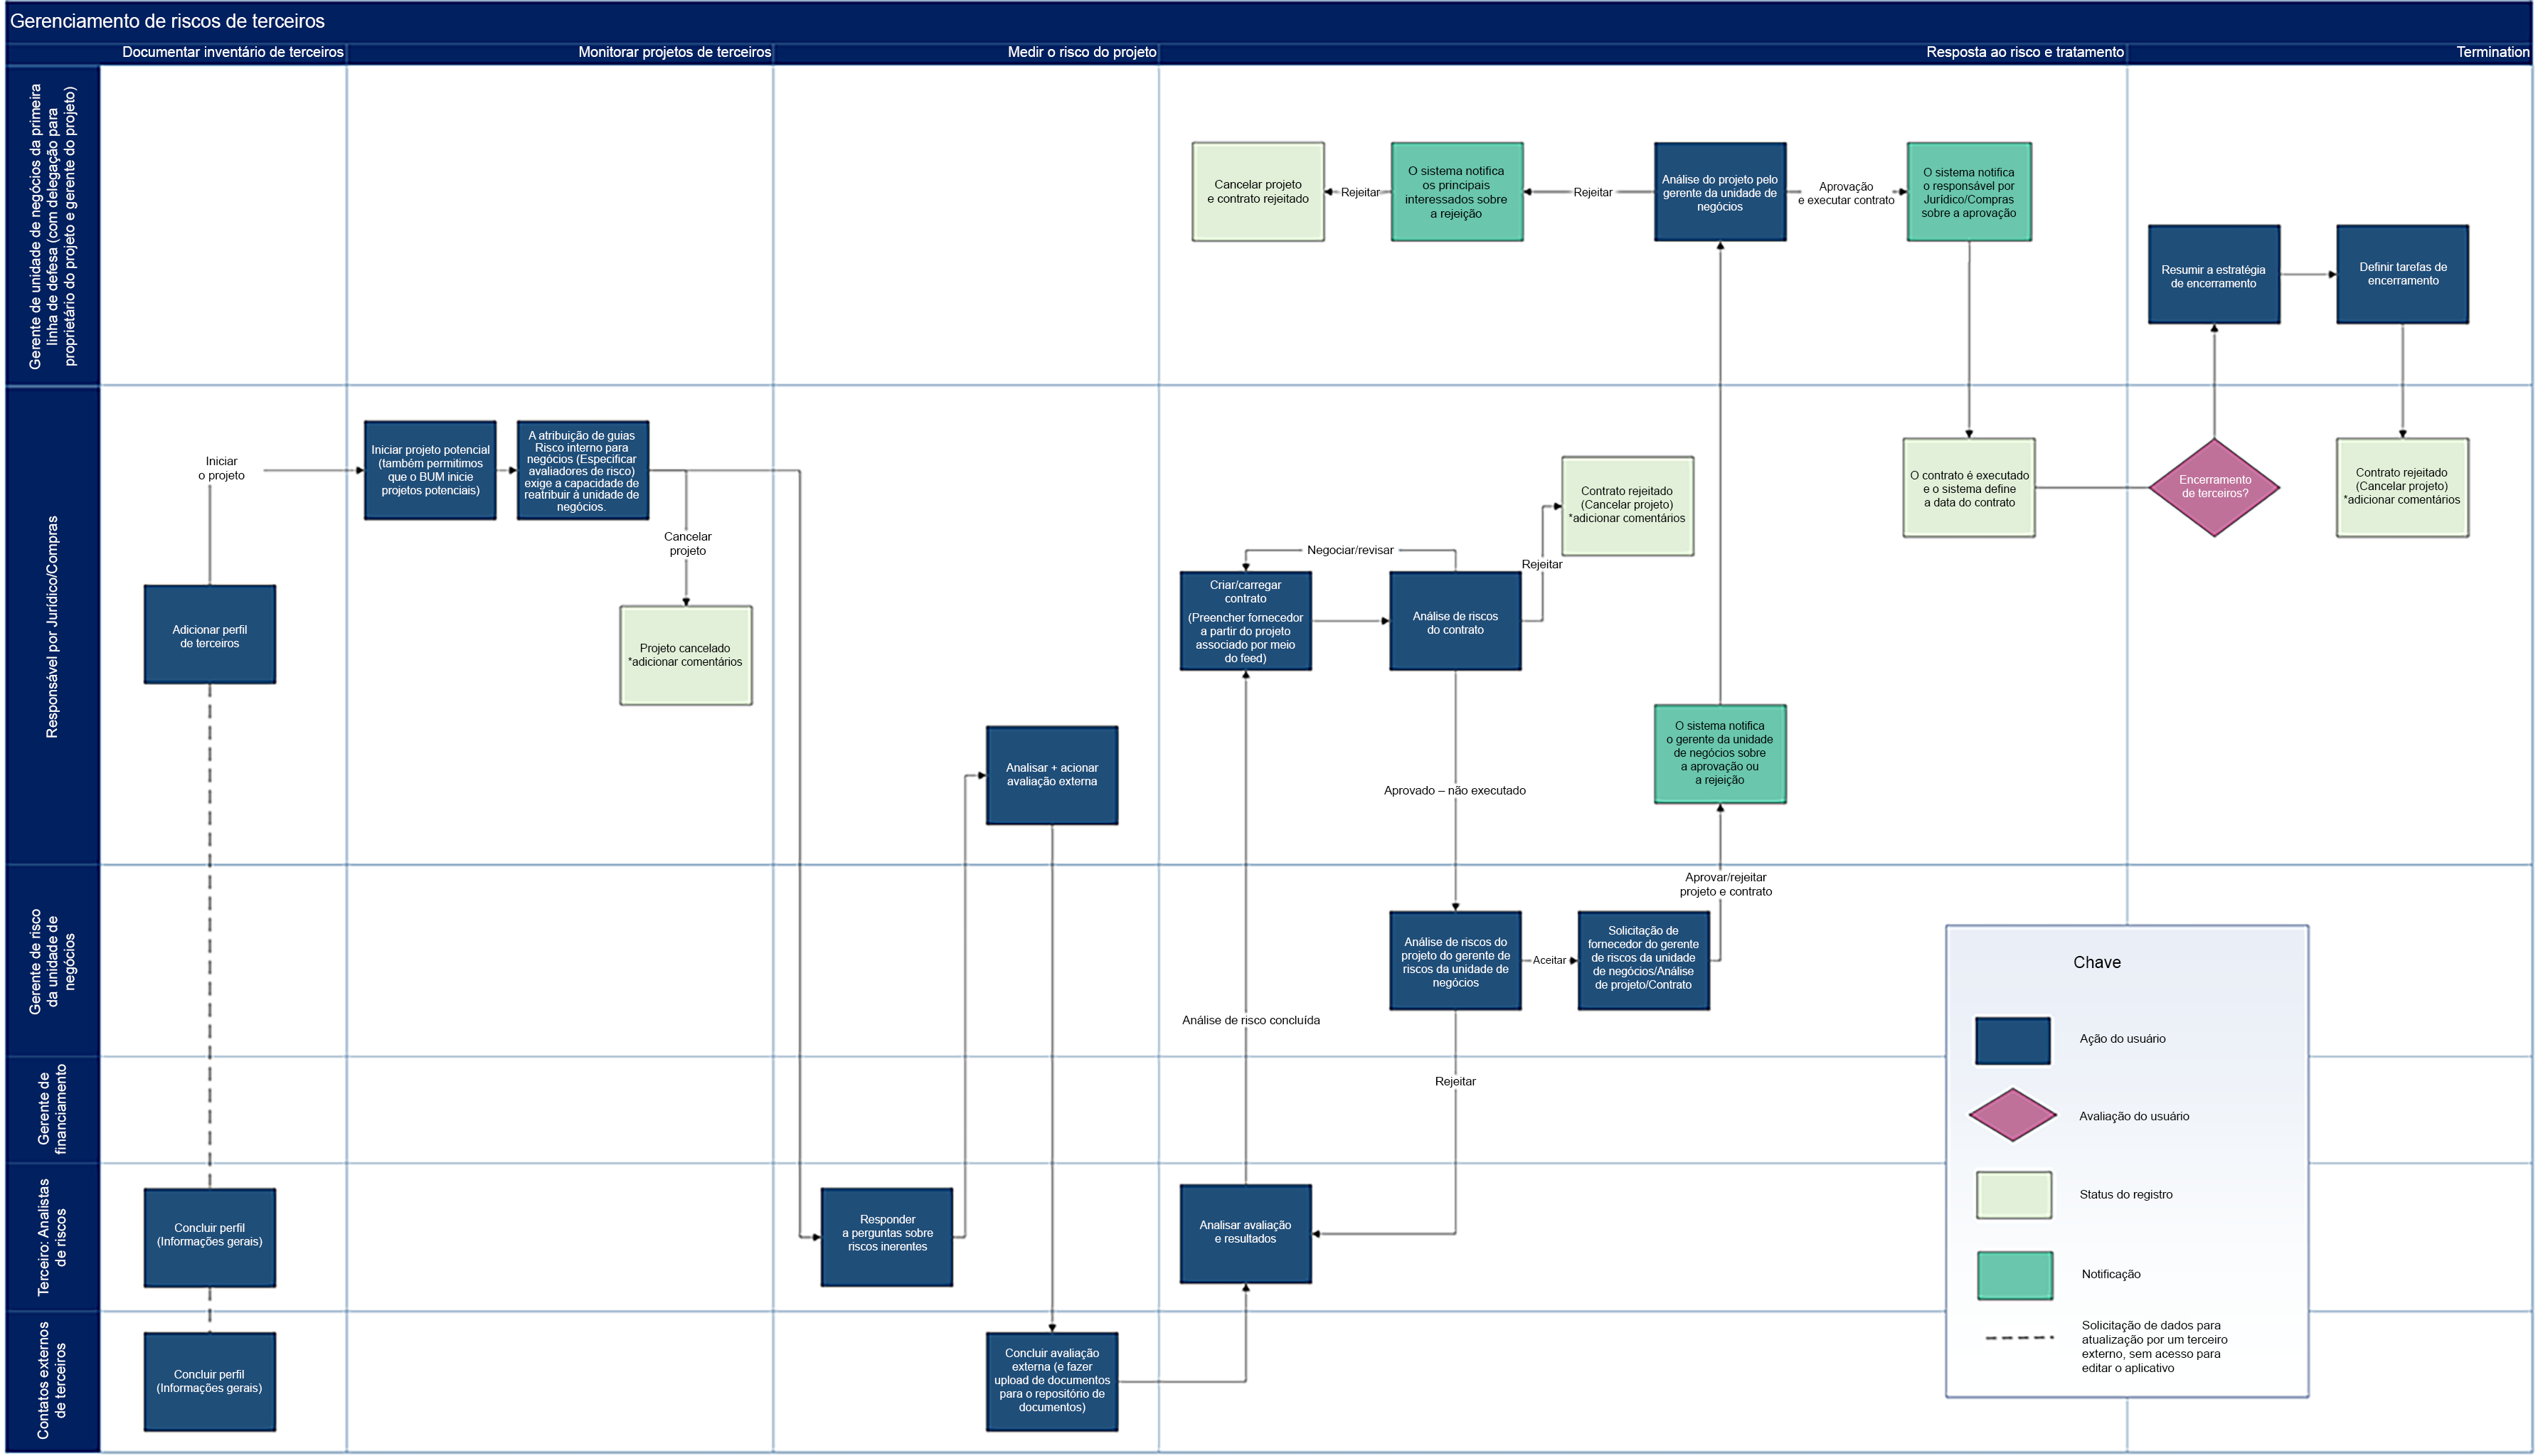 Gerenciamento de riscos de terceiros
Documentar inventário de terceiros
Monitorar projetos de terceiros
Medir o risco do projeto
Resposta ao risco e tratamento
Termination
Gerente de unidade de negócios da primeira
linha de defesa (com delegação para
proprietário do projeto e gerente do projeto)
Cancelar projeto
e contrato rejeitado
Rejeitar
O sistema notifica
os principais
interessados sobre
a rejeição
Rejeitar
Análise do projeto pelo
gerente da unidade de
negócios
Aprovação
e executar contrato
O sistema notifica
o responsável por
Jurídico/Compras
sobre a aprovação
Resumir a estratégia
de encerramento
Definir tarefas de
encerramento
Responsável por Jurídico/Compras
Iniciar
o projeto
Adicionar perfil
de terceiros
Iniciar projeto potencial
(também permitimos
que o BUM inicie
projetos potenciais)
A atribuição de guias
Risco interno para
negócios (Especificar
avaliadores de risco)
exige a capacidade de
reatribuir à unidade de
negócios.
Cancelar
projeto
Projeto cancelado
*adicionar comentários
Analisar + acionar
avaliação externa
Negociar/revisar
Criar/carregar
contrato
(Preencher fornecedor
a partir do projeto
associado por meio
do feed)
Análise de riscos
do contrato
Rejeitar
Contrato rejeitado
(Cancelar projeto)
*adicionar comentários
Aprovado – não executado
O sistema notifica
o gerente da unidade
de negócios sobre
a aprovação ou
a rejeição
O contrato é executado
e o sistema define
a data do contrato
Encerramento
de terceiros?
Contrato rejeitado
(Cancelar projeto)
*adicionar comentários
Gerente de risco
da unidade de
negócios
Análise de risco concluída
Análise de riscos do
projeto do gerente de
riscos da unidade de
negócios
Aceitar
Solicitação de
fornecedor do gerente
de riscos da unidade
de negócios/Análise
de projeto/Contrato
Aprovar/rejeitar
projeto e contrato
Gerente de
financiamento
Rejeitar
Terceiro: Analistas
de riscos
Concluir perfil
(Informações gerais)
Responder
a perguntas sobre
riscos inerentes
Analisar avaliação
e resultados
Contatos externos
de terceiros
Concluir perfil
(Informações gerais)
Concluir avaliação
externa (e fazer
upload de documentos
para o repositório de
documentos)
Chave
Ação do usuário
Avaliação do usuário
Status do registro
Notificação
Solicitação de dados para
atualização por um terceiro
externo, sem acesso para
editar o aplicativo